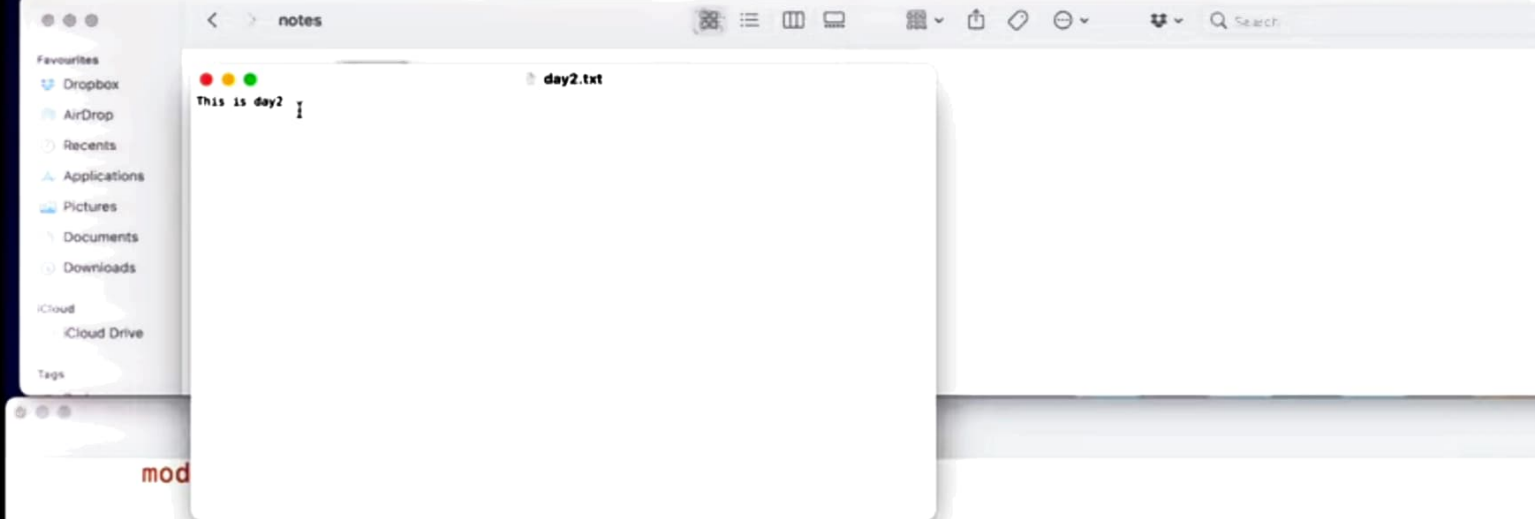 notes
Search
Favourites
Dropbox
AirDrop
Recents
Applications
Pictures
Documents
Downloads
iCloud
iCloud Drive
Tags
day2.txt
This is day2
mod